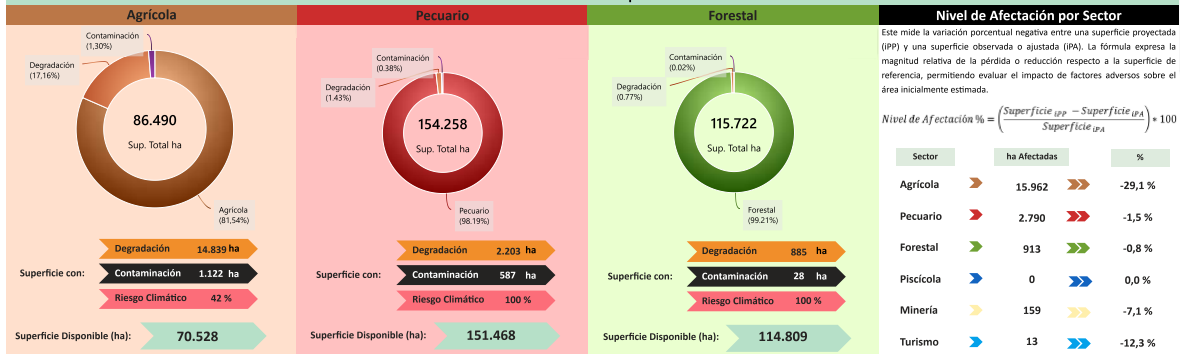 Agrícola
Contaminación
(1,30%)
Degradación
(17,16%)
86.490
Sup. Total ha
Agrícola
(81,54%)
Superficie con:
Degradación 14.839 ha
Contaminación 1.122 ha
Riesgo Climático 42 %
Superficie Disponible (ha): 70.528
Pecuario
Contaminación
(0.38%)
Degradación
(1.43%)
154.258
Sup. Total ha
Pecuario
(98.19%)
Superficie con:
Degradación 2.203 ha
Contaminación 587 ha
Riesgo Climático 100 %
Superficie Disponible (ha): 151.468
Forestal
Contaminación
(0.02%)
Degradación
(0.77%)
115.722
Sup. Total ha
Forestal
(99.21%)
Superficie con:
Degradación 885 ha
Contaminación 28 ha
Riesgo Climático 100 %
Superficie Disponible (ha): 114.809
Nivel de Afectación por Sector
Este mide la variación porcentual negativa entre una superficie proyectada
(iPP) y una superficie observada o ajustada (iPA). La fórmula expresa la
magnitud relativa de la pérdida o reducción respecto a la superficie de
referencia, permitiendo evaluar el impacto de factores adversos sobre el
área inicialmente estimada.
Nivel de Afectación % = (Superficie iPP − Superficie iPA / Superficie iPA) * 100
Sector ha Afectadas %
Agrícola 15.962 -29,1 %
Pecuario 2.790 -1,5 %
Forestal 913 -0,8 %
Piscícola 0 0,0 %
Minería 159 -7,1 %
Turismo 13 -12,3 %